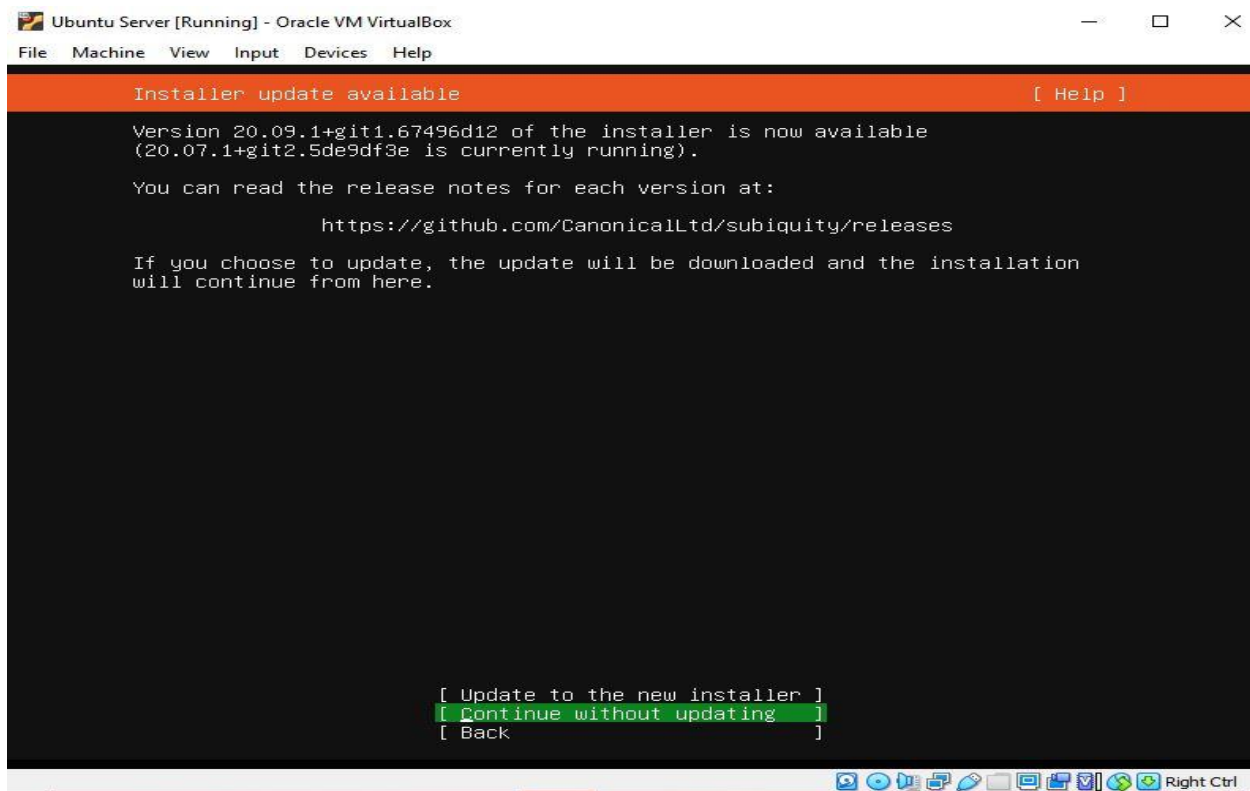 Ubuntu Server [Running] - Oracle VM VirtualBox
File Machine View Input Devices Help
Installer update available [ Help ]
Version 20.09.1+git1.67496d12 of the installer is now available
(20.07.1+git2.5de9df3e is currently running).
You can read the release notes for each version at:
https://github.com/CanonicalLtd/subiquity/releases
If you choose to update, the update will be downloaded and the installation
will continue from here.
[ Update to the new installer ]
[ Continue without updating ]
[ Back ]
Right Ctrl